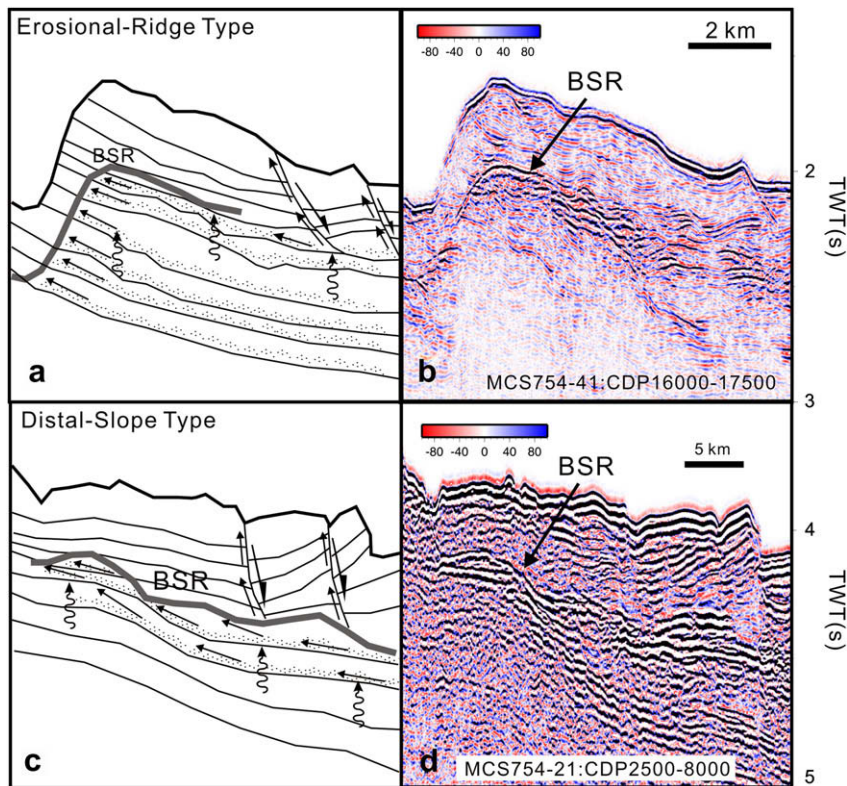 Erosional-Ridge Type
BSR
a
-80 -40 0 40 80
2 km
BSR
b
MCS754-41:CDP16000-17500
2
TWT(s)
3
Distal-Slope Type
BSR
c
-80 -40 0 40 80
5 km
BSR
d
MCS754-21:CDP2500-8000
4
TWT(s)
5